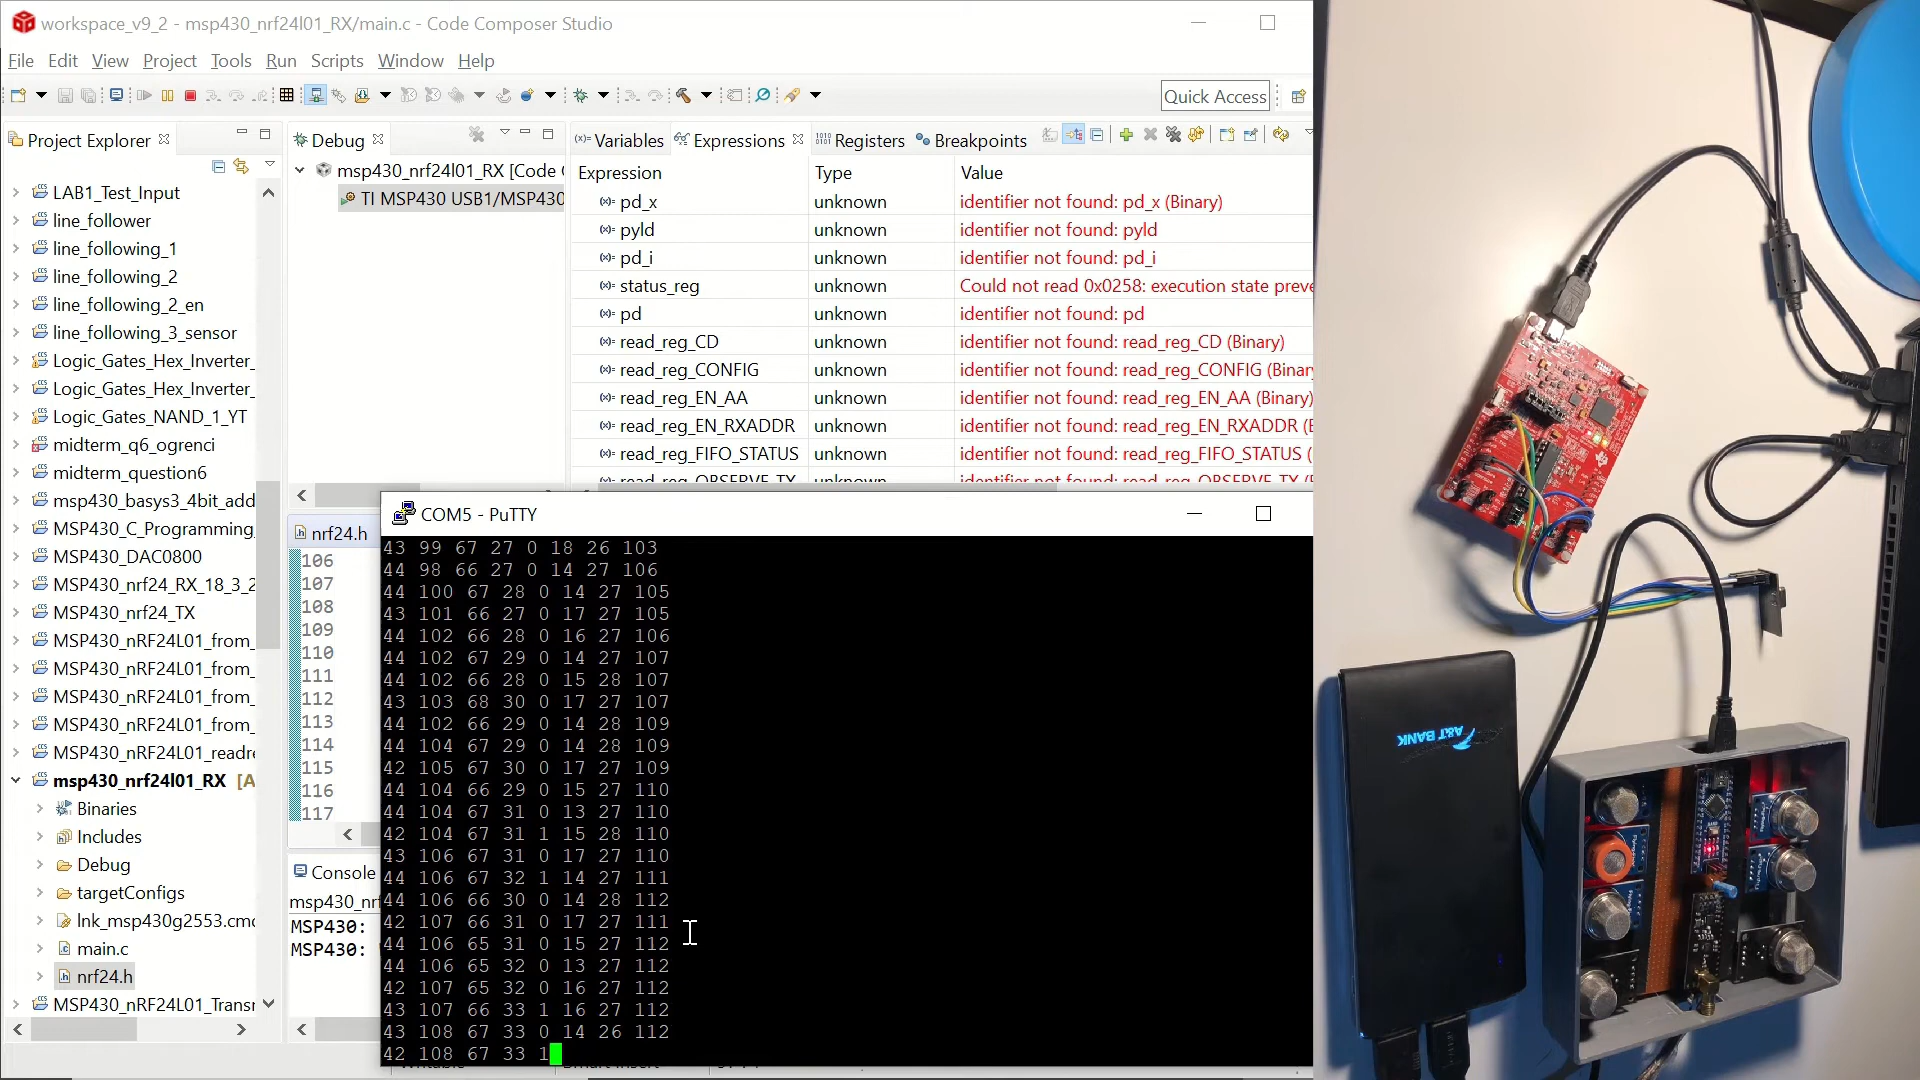 workspace_v9_2 - msp430_nrf24l01_RX/main.c - Code Composer Studio
File Edit View Project Tools Run Scripts Window Help
Quick Access
Project Explorer
LAB1_Test_Input
line_follower
line_following_1
line_following_2
line_following_2_en
line_following_3_sensor
Logic_Gates_Hex_Inverter_
Logic_Gates_Hex_Inverter_
Logic_Gates_NAND_1_YT
midterm_q6_ogrenci
midterm_question6
msp430_basys3_4bit_add
MSP430_C_Programming_
MSP430_DAC0800
MSP430_nrf24_RX_18_3_2
MSP430_nrf24_TX
MSP430_nRF24L01_from_
MSP430_nRF24L01_from_
MSP430_nRF24L01_from_
MSP430_nRF24L01_from_
MSP430_nRF24L01_readre
msp430_nrf24l01_RX [A
Binaries
Includes
Debug
targetConfigs
lnk_msp430g2553.cmd
main.c
nrf24.h
MSP430_nRF24L01_Transr
Debug
msp430_nrf24l01_RX [Code
TI MSP430 USB1/MSP430
Variables Expressions Registers Breakpoints
Expression Type Value
pd_x unknown identifier not found: pd_x (Binary)
pyld unknown identifier not found: pyld
pd_i unknown identifier not found: pd_i
status_reg unknown Could not read 0x0258: execution state preve
pd unknown identifier not found: pd
read_reg_CD unknown identifier not found: read_reg_CD (Binary)
read_reg_CONFIG unknown identifier not found: read_reg_CONFIG (Binar
read_reg_EN_AA unknown identifier not found: read_reg_EN_AA (Binary)
read_reg_EN_RXADDR unknown identifier not found: read_reg_EN_RXADDR (
read_reg_FIFO_STATUS unknown identifier not found: read_reg_FIFO_STATUS (
read_reg_OBSERVE_TX unknown identifier not found: read_reg_OBSERVE_TX
nrf24.h
106
107
108
109
110
111
112
113
114
115
116
117
Console
msp430_nr
MSP430:
MSP430:
COM5 - PuTTY
43 99 67 27 0 18 26 103
44 98 66 27 0 14 27 106
44 100 67 28 0 14 27 105
43 101 66 27 0 17 27 105
44 102 66 28 0 16 27 106
44 102 67 29 0 14 27 107
44 102 66 28 0 15 28 107
43 103 68 30 0 17 27 107
44 102 66 29 0 14 28 109
44 104 67 29 0 14 28 109
42 105 67 30 0 17 27 109
44 104 66 29 0 15 27 110
44 104 67 31 0 13 27 110
42 104 67 31 1 15 28 110
43 106 67 31 0 17 27 110
44 106 67 32 1 14 27 111
44 106 66 30 0 14 28 112
42 107 66 31 0 17 27 111
44 106 65 31 0 15 27 112
44 106 65 32 0 13 27 112
42 107 65 32 0 16 27 112
43 107 66 33 1 16 27 112
43 108 67 33 0 14 26 112
42 108 67 33 1
A&T BANK